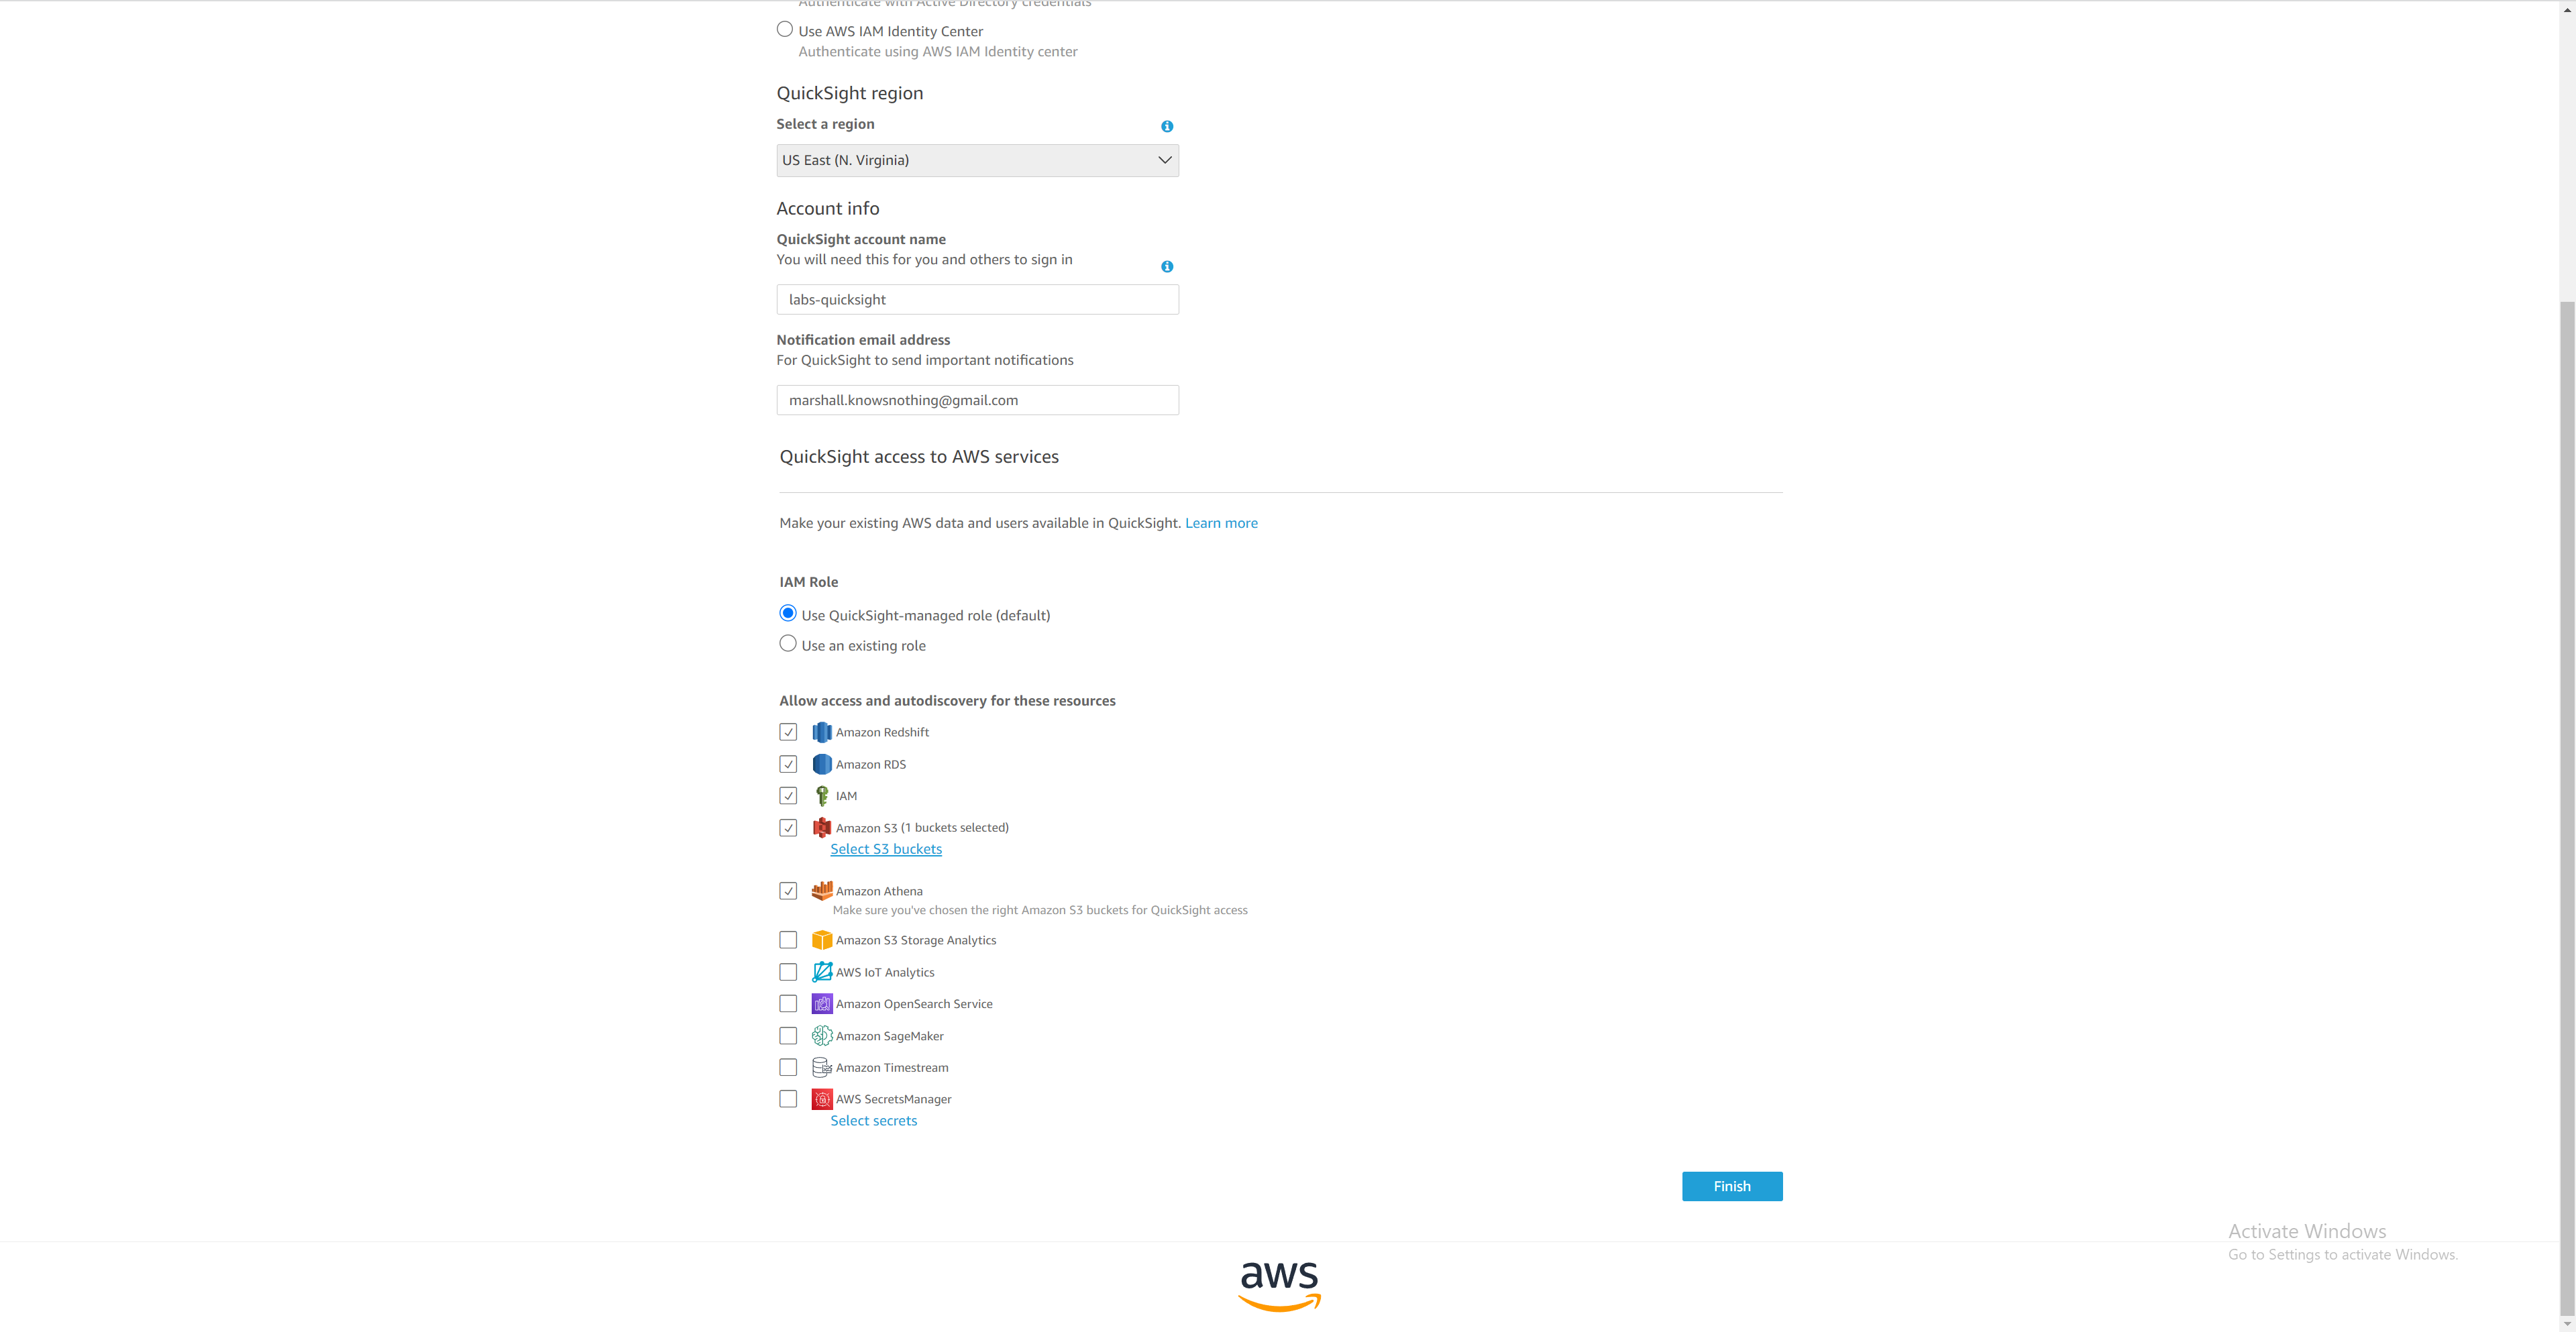 Authenticate with Active Directory credentials
Use AWS IAM Identity Center
Authenticate using AWS IAM Identity center
QuickSight region
Select a region
US East (N. Virginia)
Account info
QuickSight account name
You will need this for you and others to sign in
labs-quicksight
Notification email address
For QuickSight to send important notifications
marshall.knowsnothing@gmail.com
QuickSight access to AWS services
Make your existing AWS data and users available in QuickSight. Learn more
IAM Role
Use QuickSight-managed role (default)
Use an existing role
Allow access and autodiscovery for these resources
Amazon Redshift
Amazon RDS
IAM
Amazon S3 (1 buckets selected)
Select S3 buckets
Amazon Athena
Make sure you've chosen the right Amazon S3 buckets for QuickSight access
Amazon S3 Storage Analytics
AWS IoT Analytics
Amazon OpenSearch Service
Amazon SageMaker
Amazon Timestream
AWS SecretsManager
Select secrets
Finish
Activate Windows
Go to Settings to activate Windows.
aws